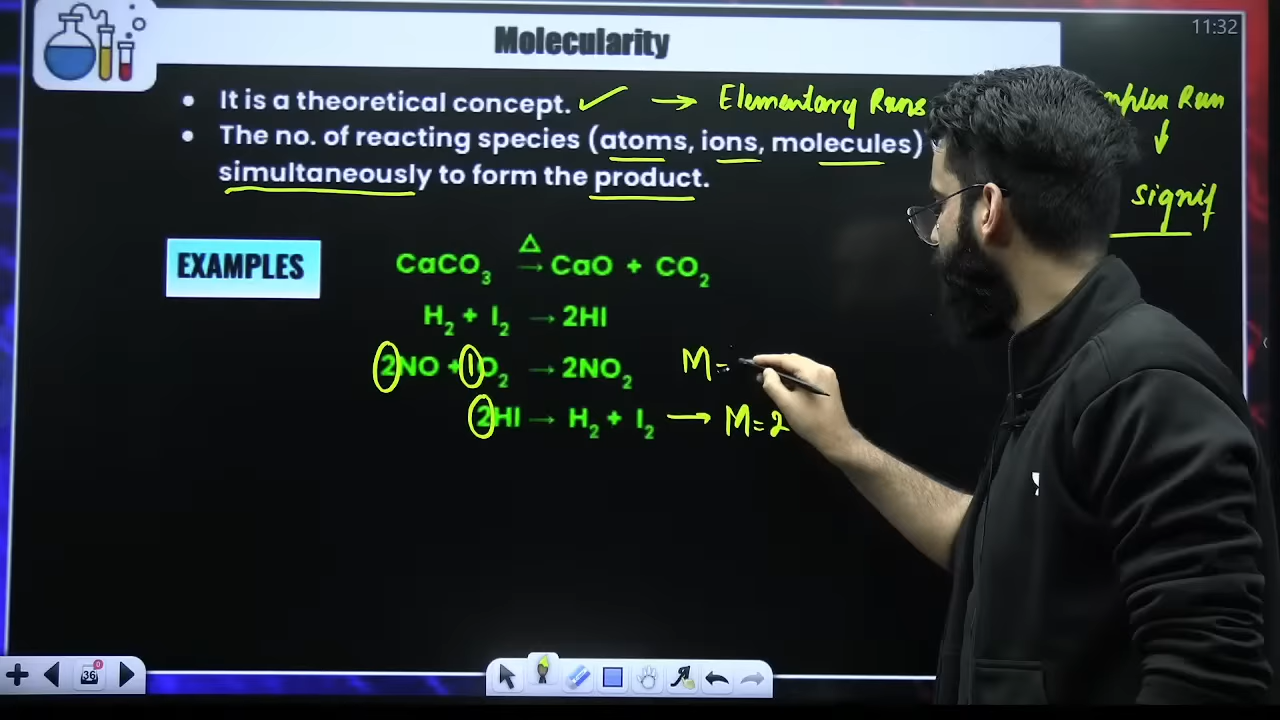 11:32
Molecularity
• It is a theoretical concept. ✓ → Elementary Rxns
• The no. of reacting species (atoms, ions, molecules)
simultaneously to form the product.
signif
EXAMPLES
CaCO₃ →Δ CaO + CO₂
H₂ + I₂ → 2HI
2NO + 1O₂ → 2NO₂ M=
2HI → H₂ + I₂ → M=2
36